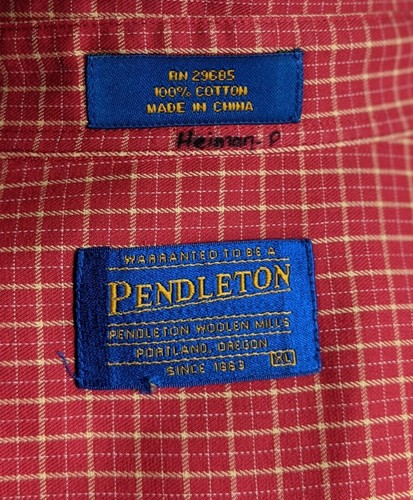 RN 29685
100% COTTON
MADE IN CHINA
Heiman-D
WARRANTED TO BE A
PENDLETON
PENDLETON WOOLEN MILLS
PORTLAND, OREGON
SINCE 1863 XL